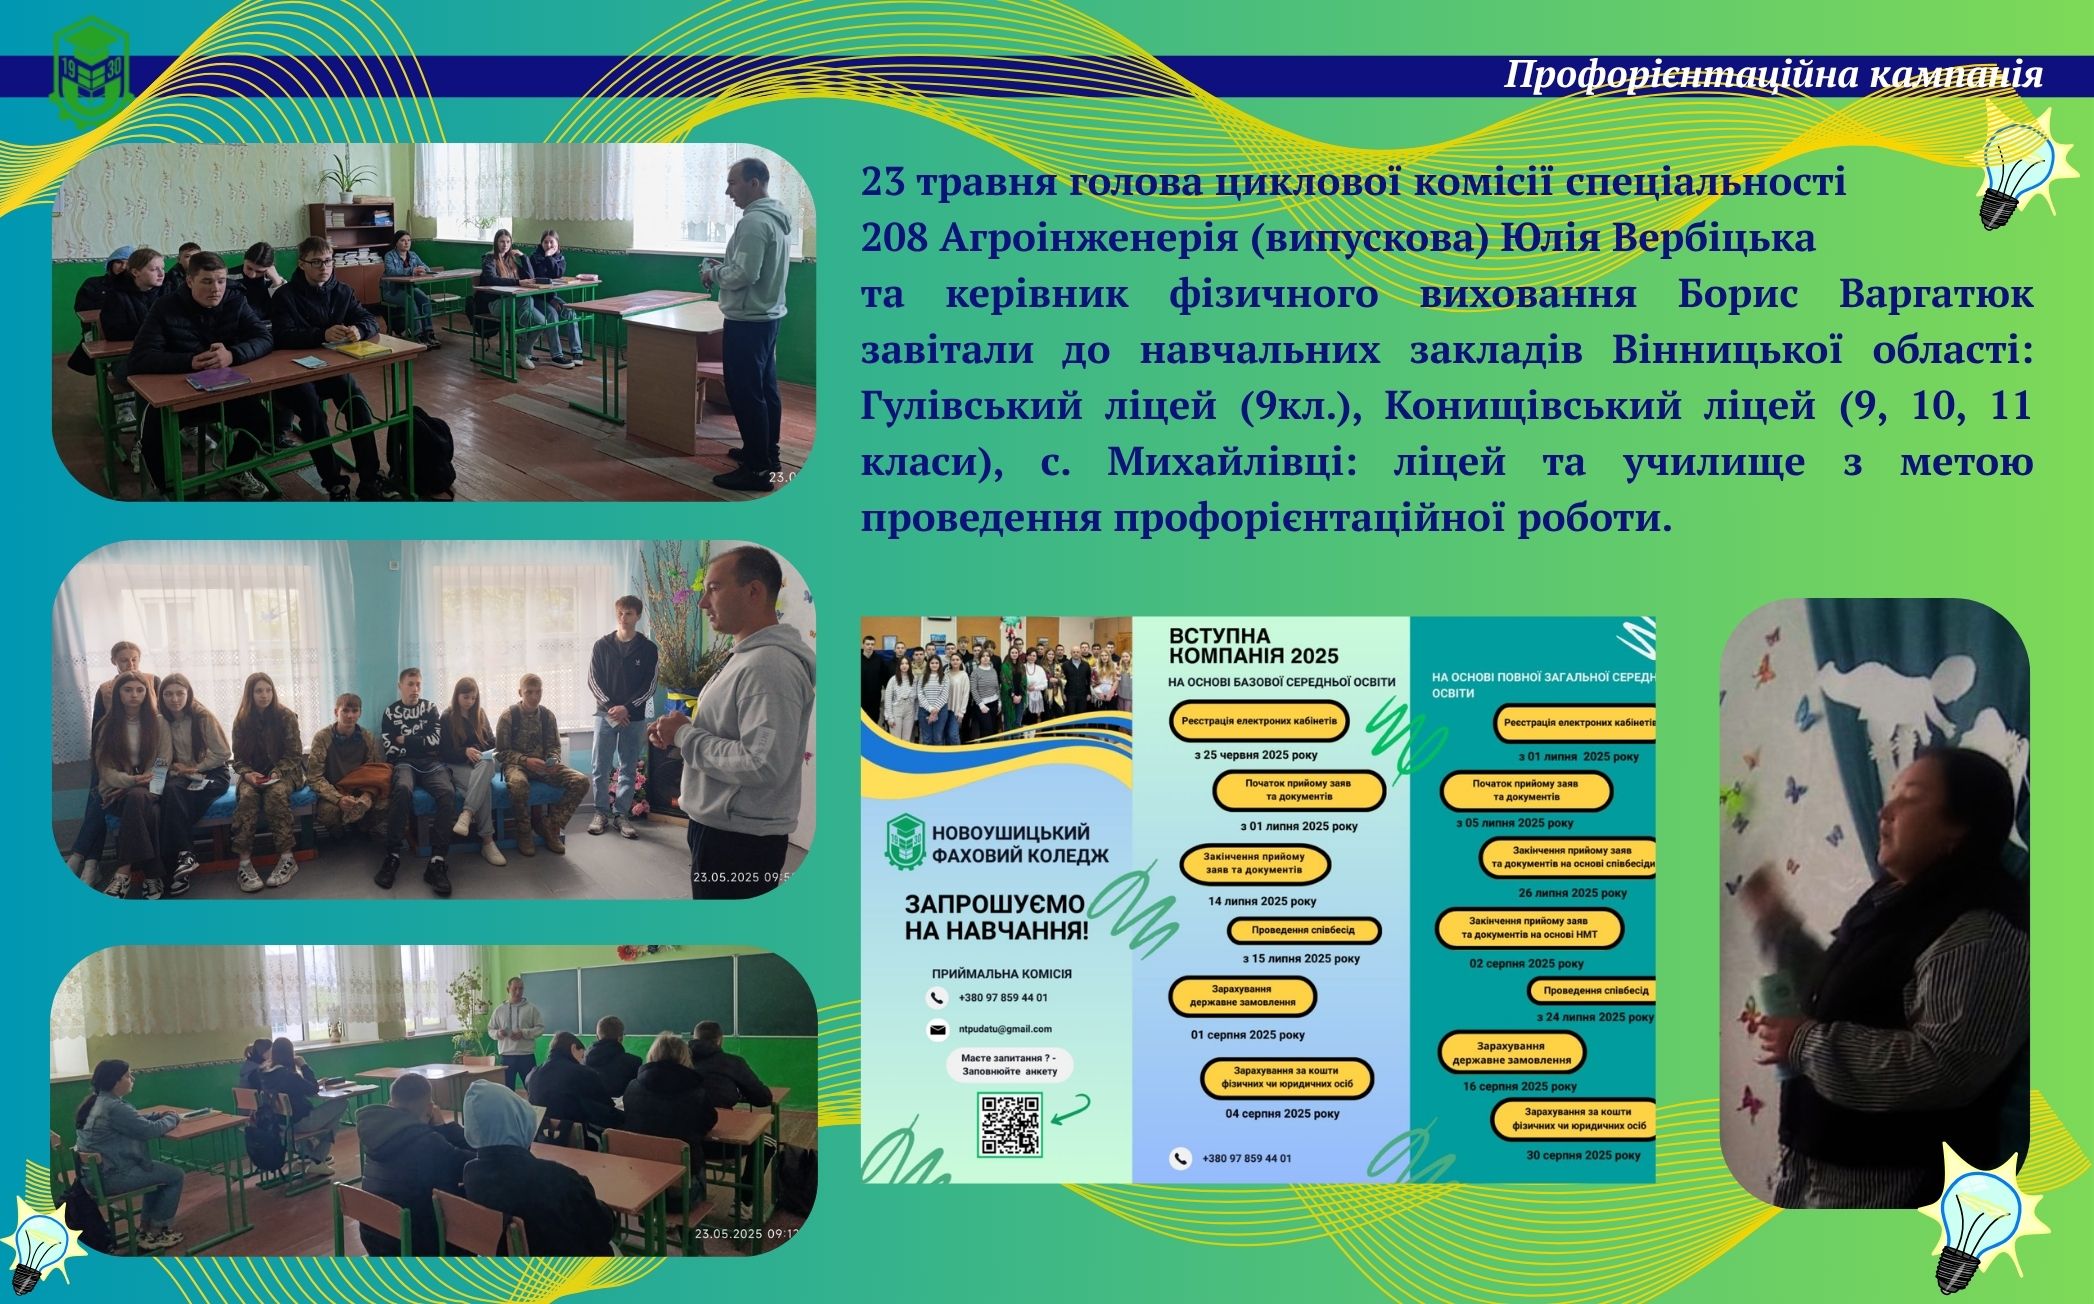 19 30
Профорієнтаційна кампанія
23 травня голова циклової комісії спеціальності
208 Агроінженерія (випускова) Юлія Вербіцька
та керівник фізичного виховання Борис Варгатюк
завітали до навчальних закладів Вінницької області:
Гулівський ліцей (9кл.), Конищівський ліцей (9, 10, 11
класи), с. Михайлівці: ліцей та училище з метою
проведення профорієнтаційної роботи.
23.0
23.05.2025 09:5
23.05.2025 09:12
НОВОУШИЦЬКИЙ
ФАХОВИЙ КОЛЕДЖ
ЗАПРОШУЄМО
НА НАВЧАННЯ!
ПРИЙМАЛЬНА КОМІСІЯ
+380 97 859 44 01
ntpudatu@gmail.com
Маєте запитання ? -
Заповнюйте анкету
ВСТУПНА
КОМПАНІЯ 2025
НА ОСНОВІ БАЗОВОЇ СЕРЕДНЬОЇ ОСВІТИ
Реєстрація електроних кабінетів
з 25 червня 2025 року
Початок прийому заяв
та документів
з 01 липня 2025 року
Закінчення прийому
заяв та документів
14 липня 2025 року
Проведення співбесід
з 15 липня 2025 року
Зарахування
державне замовлення
01 серпня 2025 року
Зарахування за кошти
фізичних чи юридичних осіб
04 серпня 2025 року
+380 97 859 44 01
НА ОСНОВІ ПОВНОЇ ЗАГАЛЬНОЇ СЕРЕДН
ОСВІТИ
Реєстрація електроних кабінетів
з 01 липня 2025 року
Початок прийому заяв
та документів
з 05 липня 2025 року
Закінчення прийому заяв
та документів на основі співбесіди
26 липня 2025 року
Закінчення прийому заяв
та документів на основі НМТ
02 серпня 2025 року
Проведення співбесід
з 24 липня 2025 року
Зарахування
державне замовлення
16 серпня 2025 року
Зарахування за кошти
фізичних чи юридичних осіб
30 серпня 2025 року